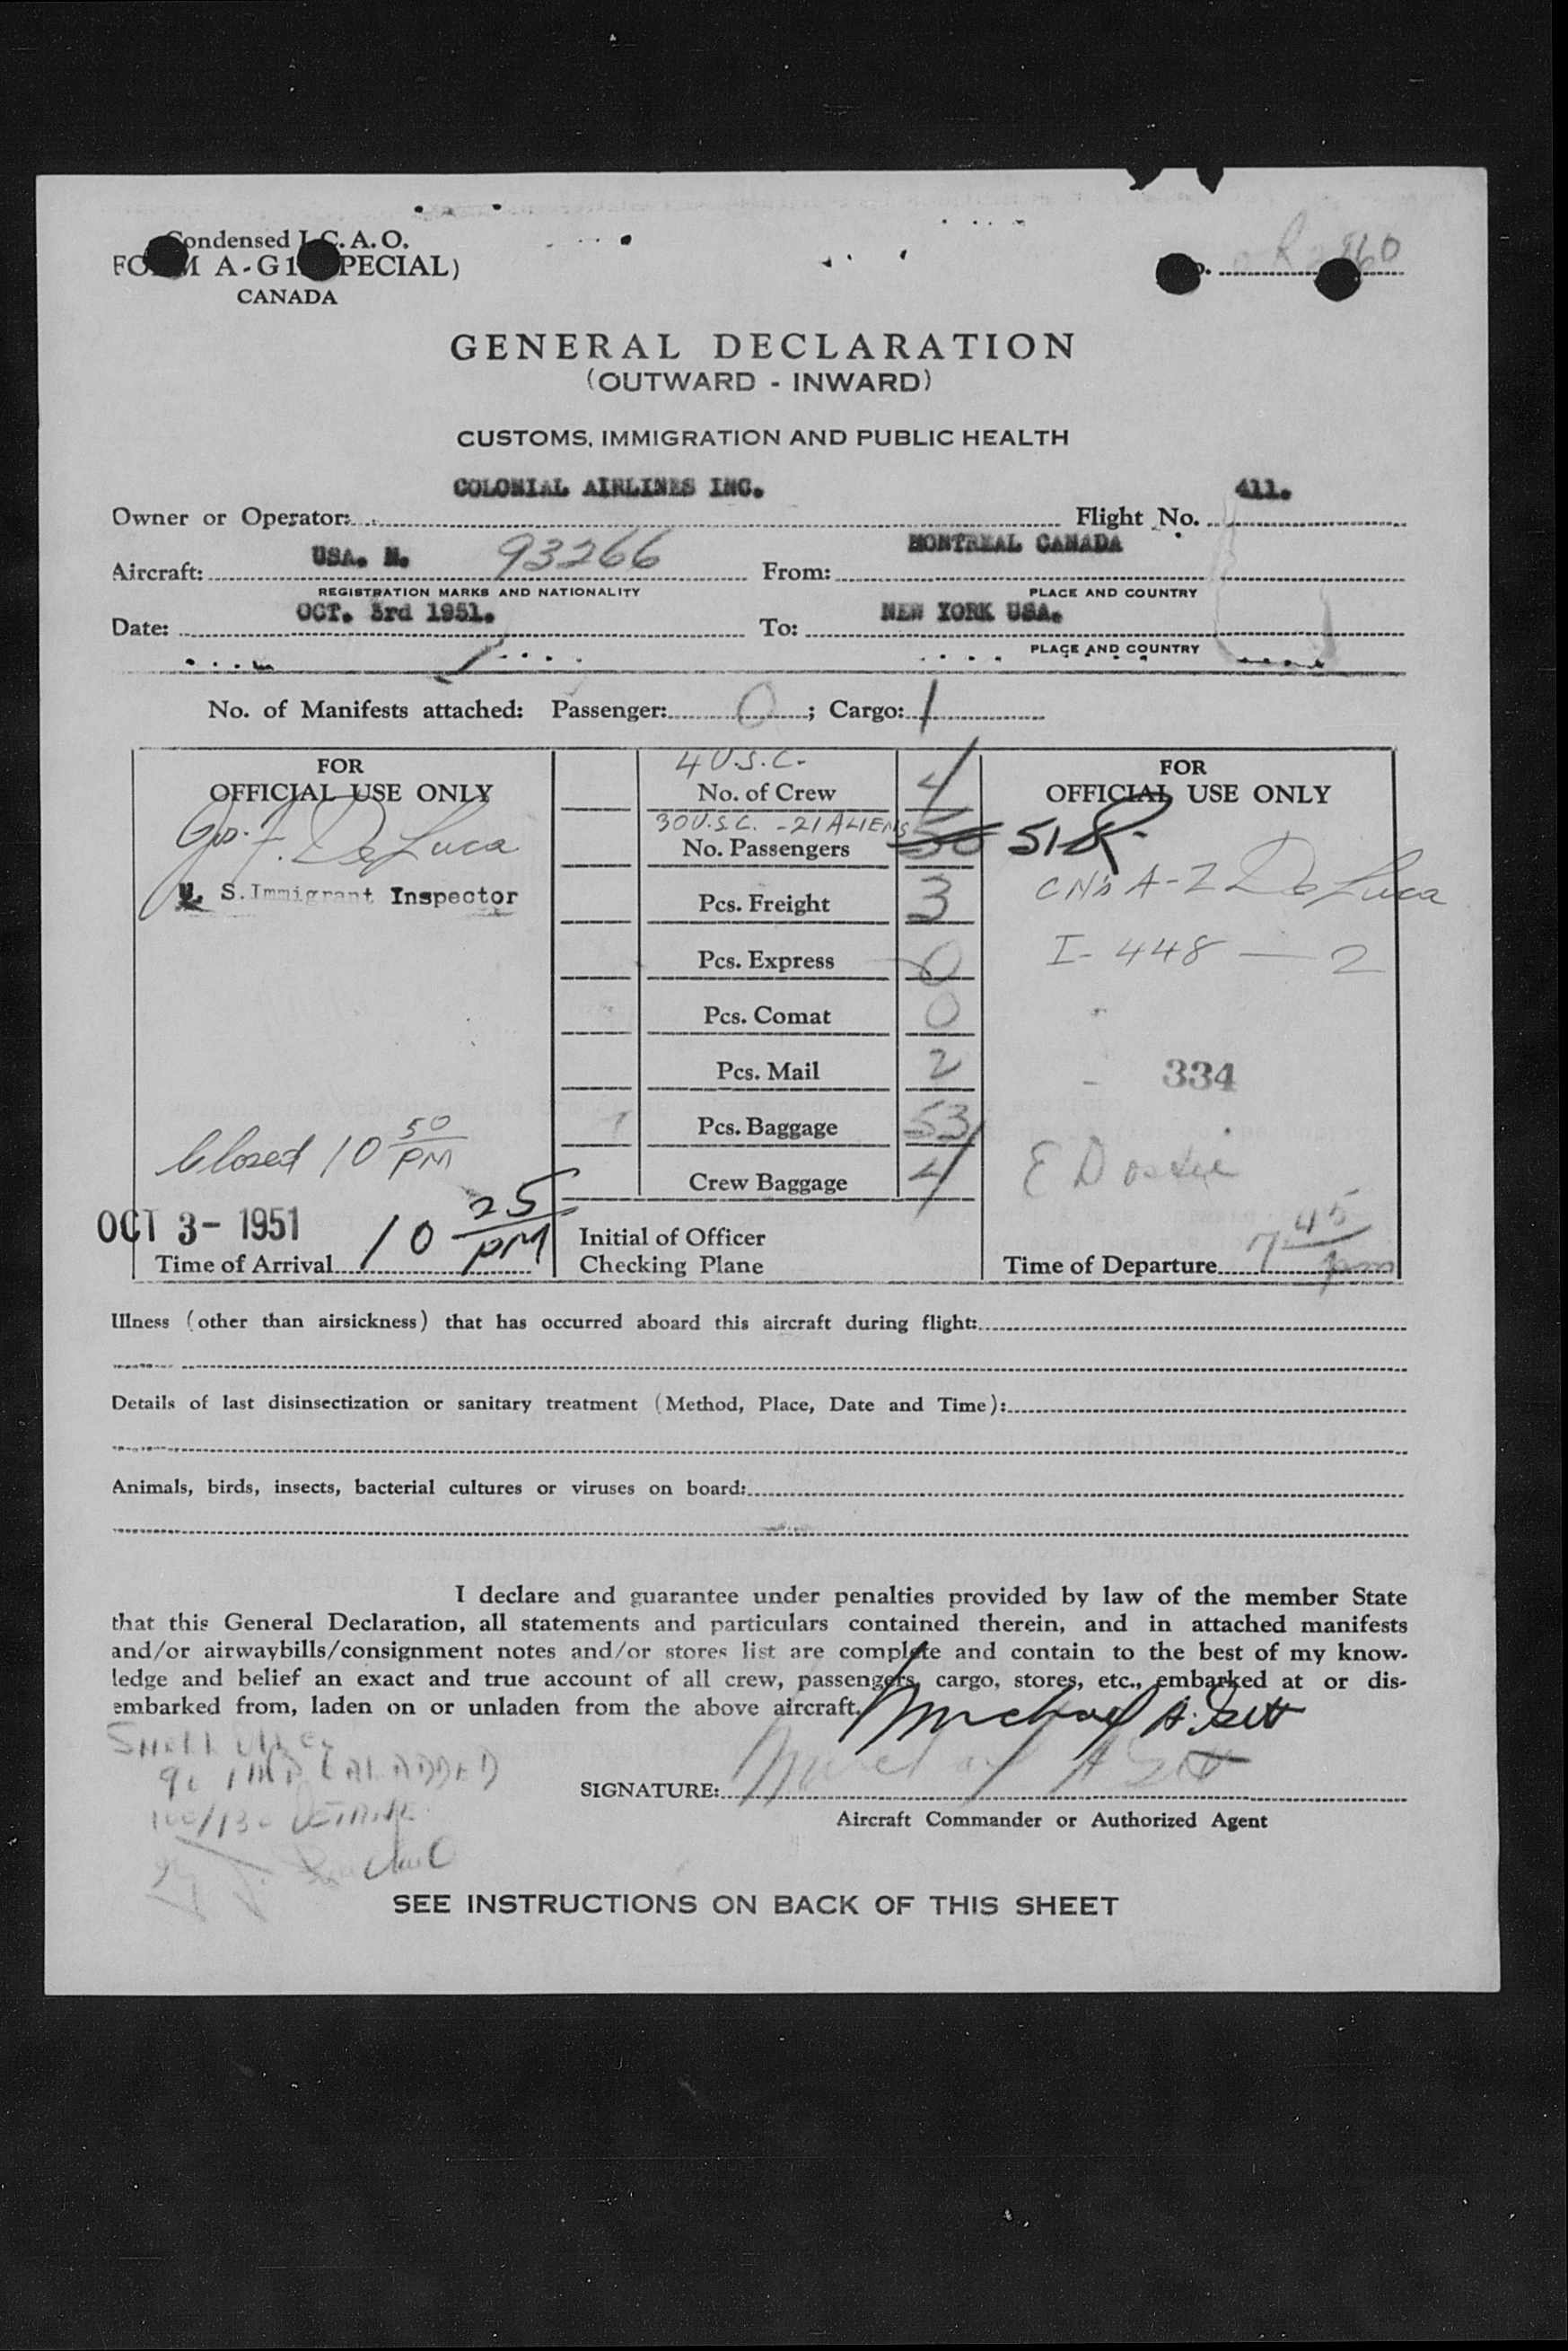 Condensed I.C.A.O.
FORM A-G1 (SPECIAL)
CANADA
GENERAL DECLARATION
(OUTWARD - INWARD)
CUSTOMS, IMMIGRATION AND PUBLIC HEALTH
COLONIAL AIRLINES INC. 411.
Owner or Operator: Flight No.
USA. N. 93266 MONTREAL CANADA
Aircraft: From:
REGISTRATION MARKS AND NATIONALITY PLACE AND COUNTRY
OCT. 3rd 1951. NEW YORK USA.
Date: To:
PLACE AND COUNTRY
No. of Manifests attached: Passenger: 0; Cargo: 1
FOR OFFICIAL USE ONLY
Jos. J. DeLuca
U. S. Immigrant Inspector
Closed 10 50 PM
OCT 3- 1951
Time of Arrival 10 25 PM
4 U.S.C.
No. of Crew 4
30 U.S.C. - 21 ALIENS
No. Passengers 50 51
Pcs. Freight 3
Pcs. Express 0
Pcs. Comat 0
Pcs. Mail 2
Pcs. Baggage 53
Crew Baggage 4
Initial of Officer
Checking Plane
FOR OFFICIAL USE ONLY
CN's A-2 DeLuca
I-448 — 2
334
Time of Departure 7 45 pm
Illness (other than airsickness) that has occurred aboard this aircraft during flight:
Details of last disinsectization or sanitary treatment (Method, Place, Date and Time):
Animals, birds, insects, bacterial cultures or viruses on board:
I declare and guarantee under penalties provided by law of the member State
that this General Declaration, all statements and particulars contained therein, and in attached manifests
and/or airwaybills/consignment notes and/or stores list are complete and contain to the best of my know-
ledge and belief an exact and true account of all crew, passengers, cargo, stores, etc., embarked at or dis-
embarked from, laden on or unladen from the above aircraft.
SIGNATURE:
Aircraft Commander or Authorized Agent
SEE INSTRUCTIONS ON BACK OF THIS SHEET